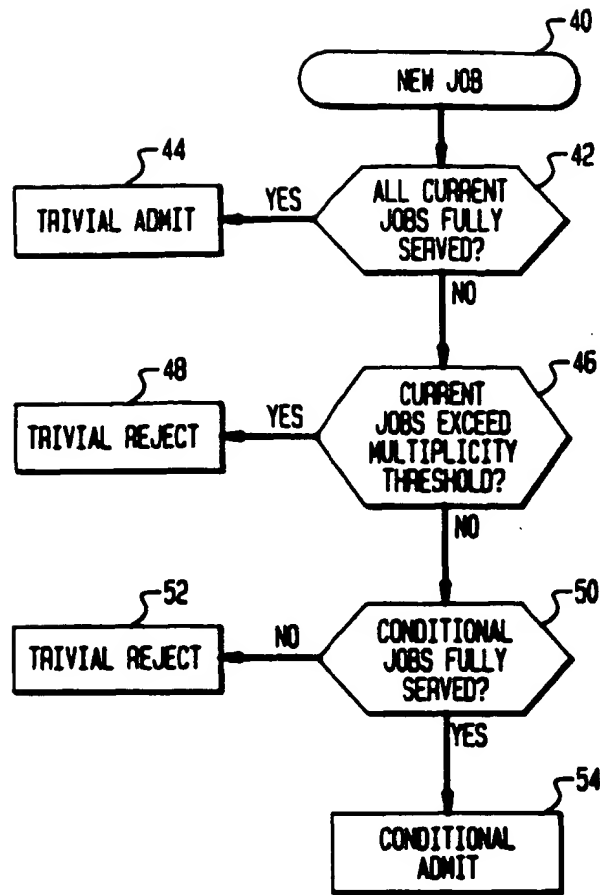 40
NEW JOB
42
ALL CURRENT
JOBS FULLY
SERVED?
YES
44
TRIVIAL ADMIT
NO
46
CURRENT
JOBS EXCEED
MULTIPLICITY
THRESHOLD?
YES
48
TRIVIAL REJECT
NO
50
CONDITIONAL
JOBS FULLY
SERVED?
NO
52
TRIVIAL REJECT
YES
54
CONDITIONAL
ADMIT